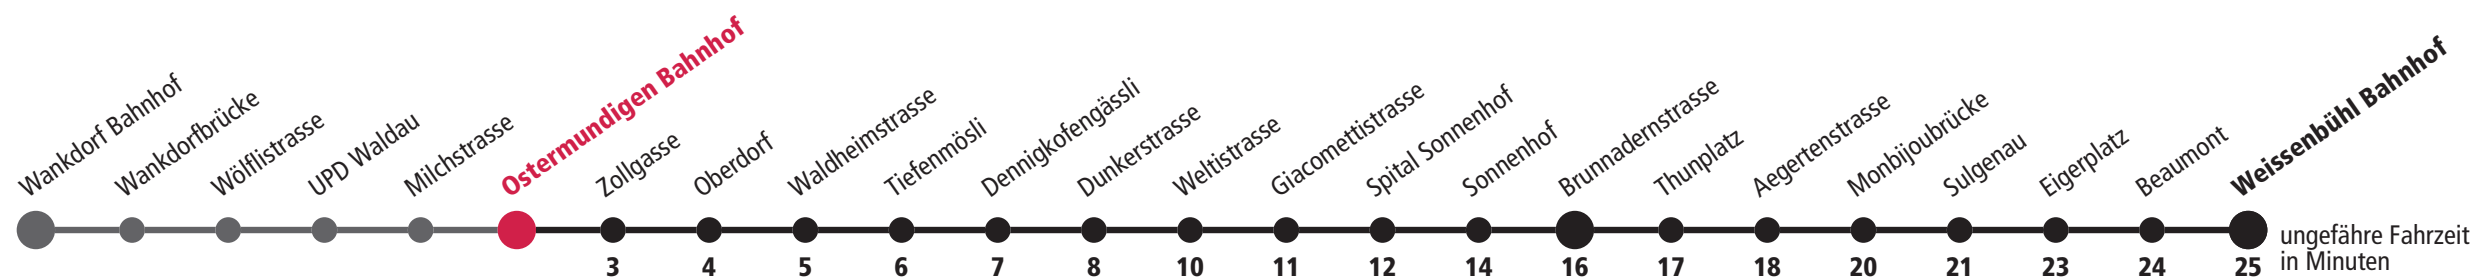 Wankdorf Bahnhof
Wankdorfbrücke
Wölflistrasse
UPD Waldau
Milchstrasse
Ostermundigen Bahnhof
Zollgasse
Oberdorf
Waldheimstrasse
Tiefenmösli
Dennigkofengässli
Dunkerstrasse
Weltistrasse
Giacomettistrasse
Spital Sonnenhof
Sonnenhof
Brunnadernstrasse
Thunplatz
Aegertenstrasse
Monbijoubrücke
Sulgenau
Eigerplatz
Beaumont
Weissenbühl Bahnhof
3 4 5 6 7 8 10 11 12 14 16 17 18 20 21 23 24 25
ungefähre Fahrzeit
in Minuten